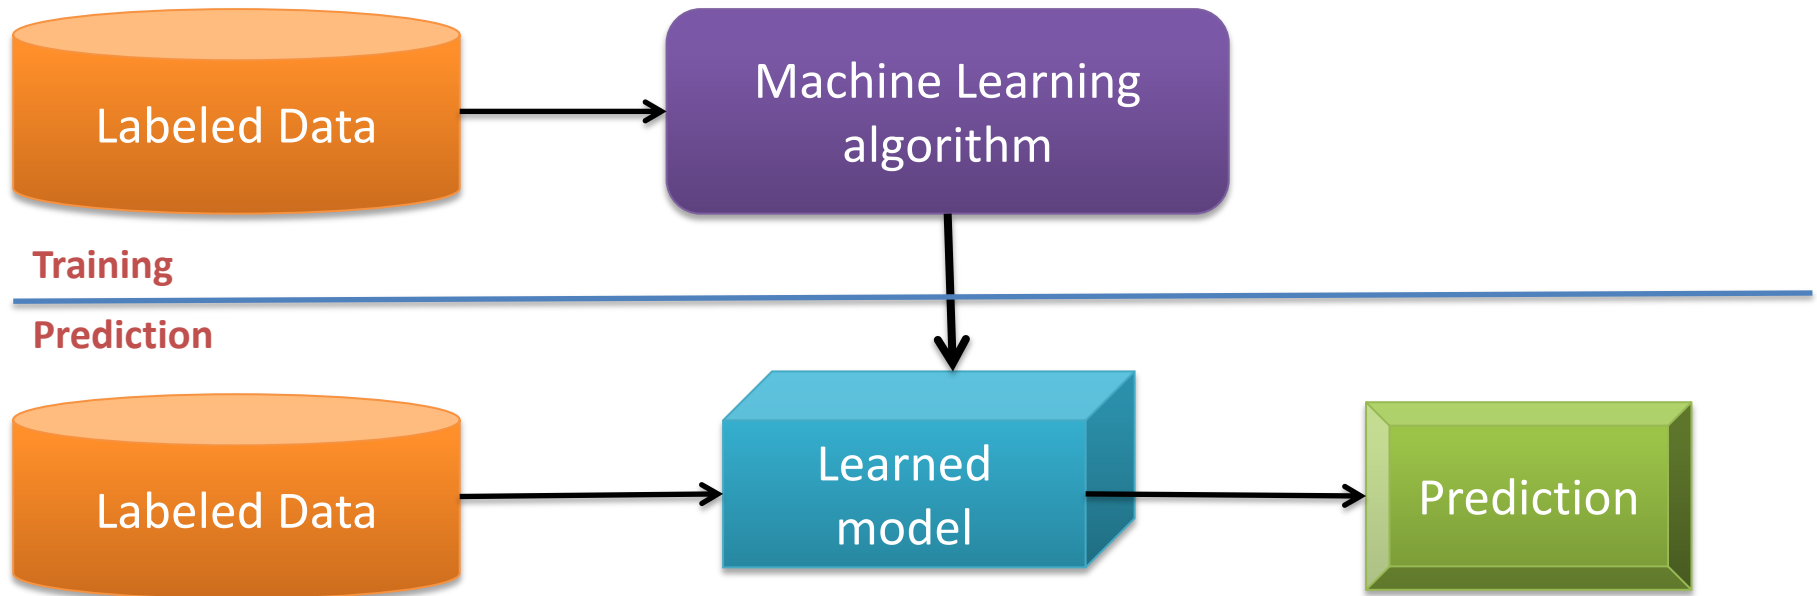 Labeled Data
Machine Learning
algorithm
Training
Prediction
Labeled Data
Learned
model
Prediction